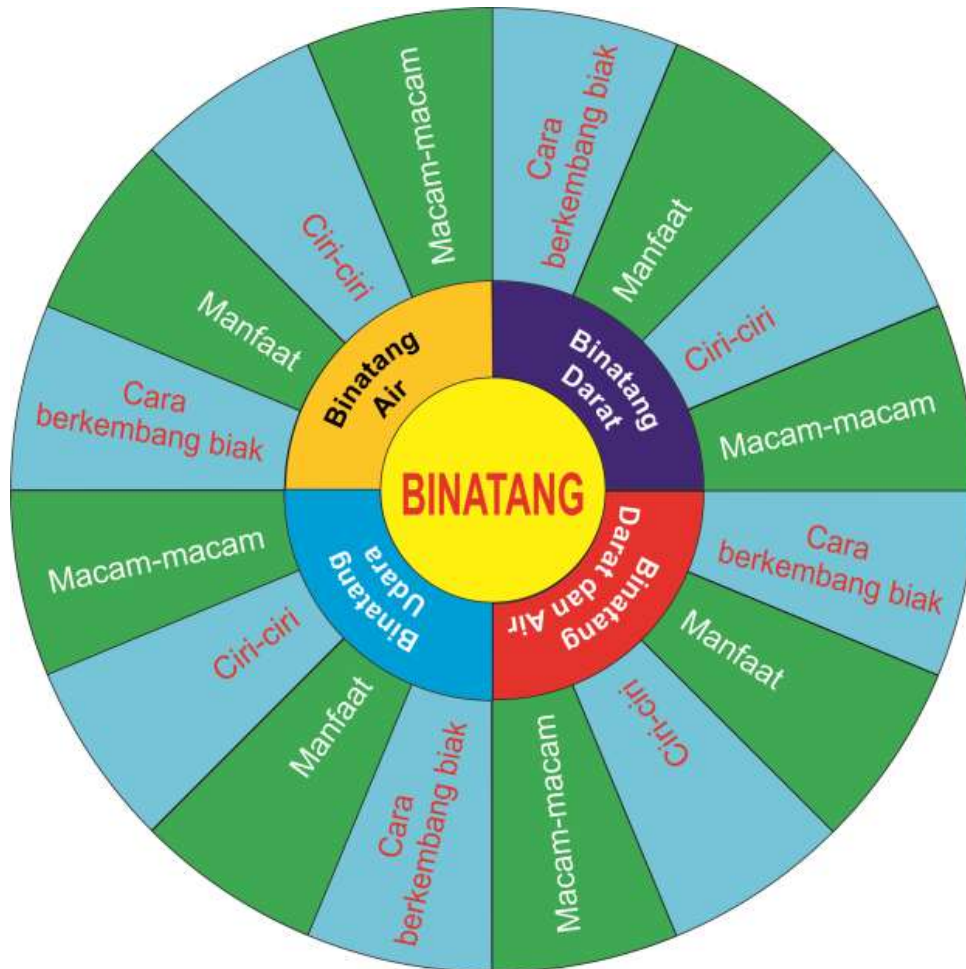 BINATANG
Binatang
Darat
Cara
berkembang biak
Manfaat
Ciri-ciri
Macam-macam
Binatang
Darat dan Air
Cara
berkembang biak
Manfaat
Ciri-ciri
Macam-macam
Binatang
Udara
Cara
berkembang biak
Manfaat
Ciri-ciri
Macam-macam
Binatang
Air
Cara
berkembang biak
Manfaat
Ciri-ciri
Macam-macam